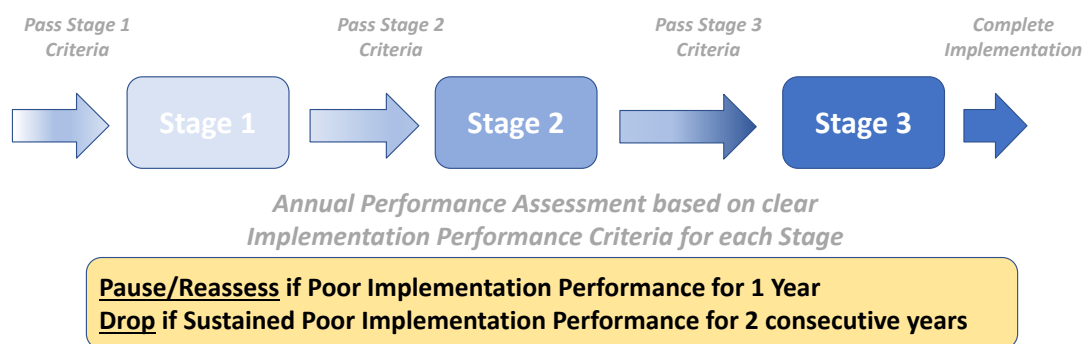 Pass Stage 1
Criteria
Pass Stage 2
Criteria
Pass Stage 3
Criteria
Complete
Implementation
Stage 1
Stage 2
Stage 3
Annual Performance Assessment based on clear
Implementation Performance Criteria for each Stage
Pause/Reassess if Poor Implementation Performance for 1 Year
Drop if Sustained Poor Implementation Performance for 2 consecutive years